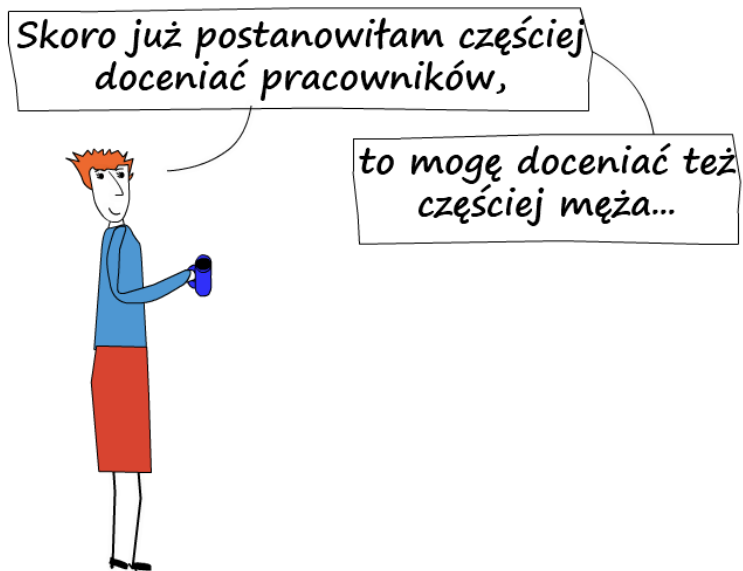 Skoro już postanowiłam częściej
doceniać pracowników,
to mogę doceniać też
częściej męża...